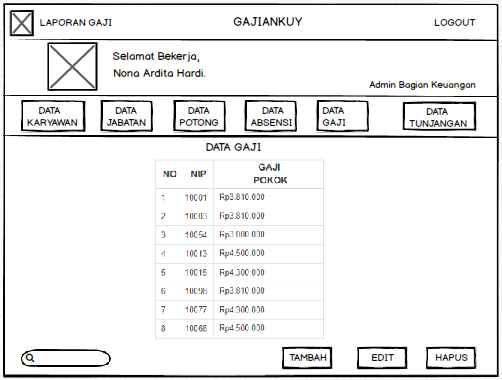 LAPORAN GAJI GAJIANKUY LOGOUT
Selamat Bekerja,
Nona Ardita Hardi.
Admin Bagian Keuangan
DATA KARYAWAN DATA JABATAN DATA POTONG DATA ABSENSI DATA GAJI DATA TUNJANGAN
DATA GAJI
NO NIP GAJI POKOK
1 10001 Rp3.810.000
2 10003 Rp3.810.000
3 10054 Rp3.000.000
4 10013 Rp4.500.000
5 10015 Rp4.300.000
6 10096 Rp3.810.000
7 10077 Rp4.300.000
8 10068 Rp4.500.000
TAMBAH EDIT HAPUS